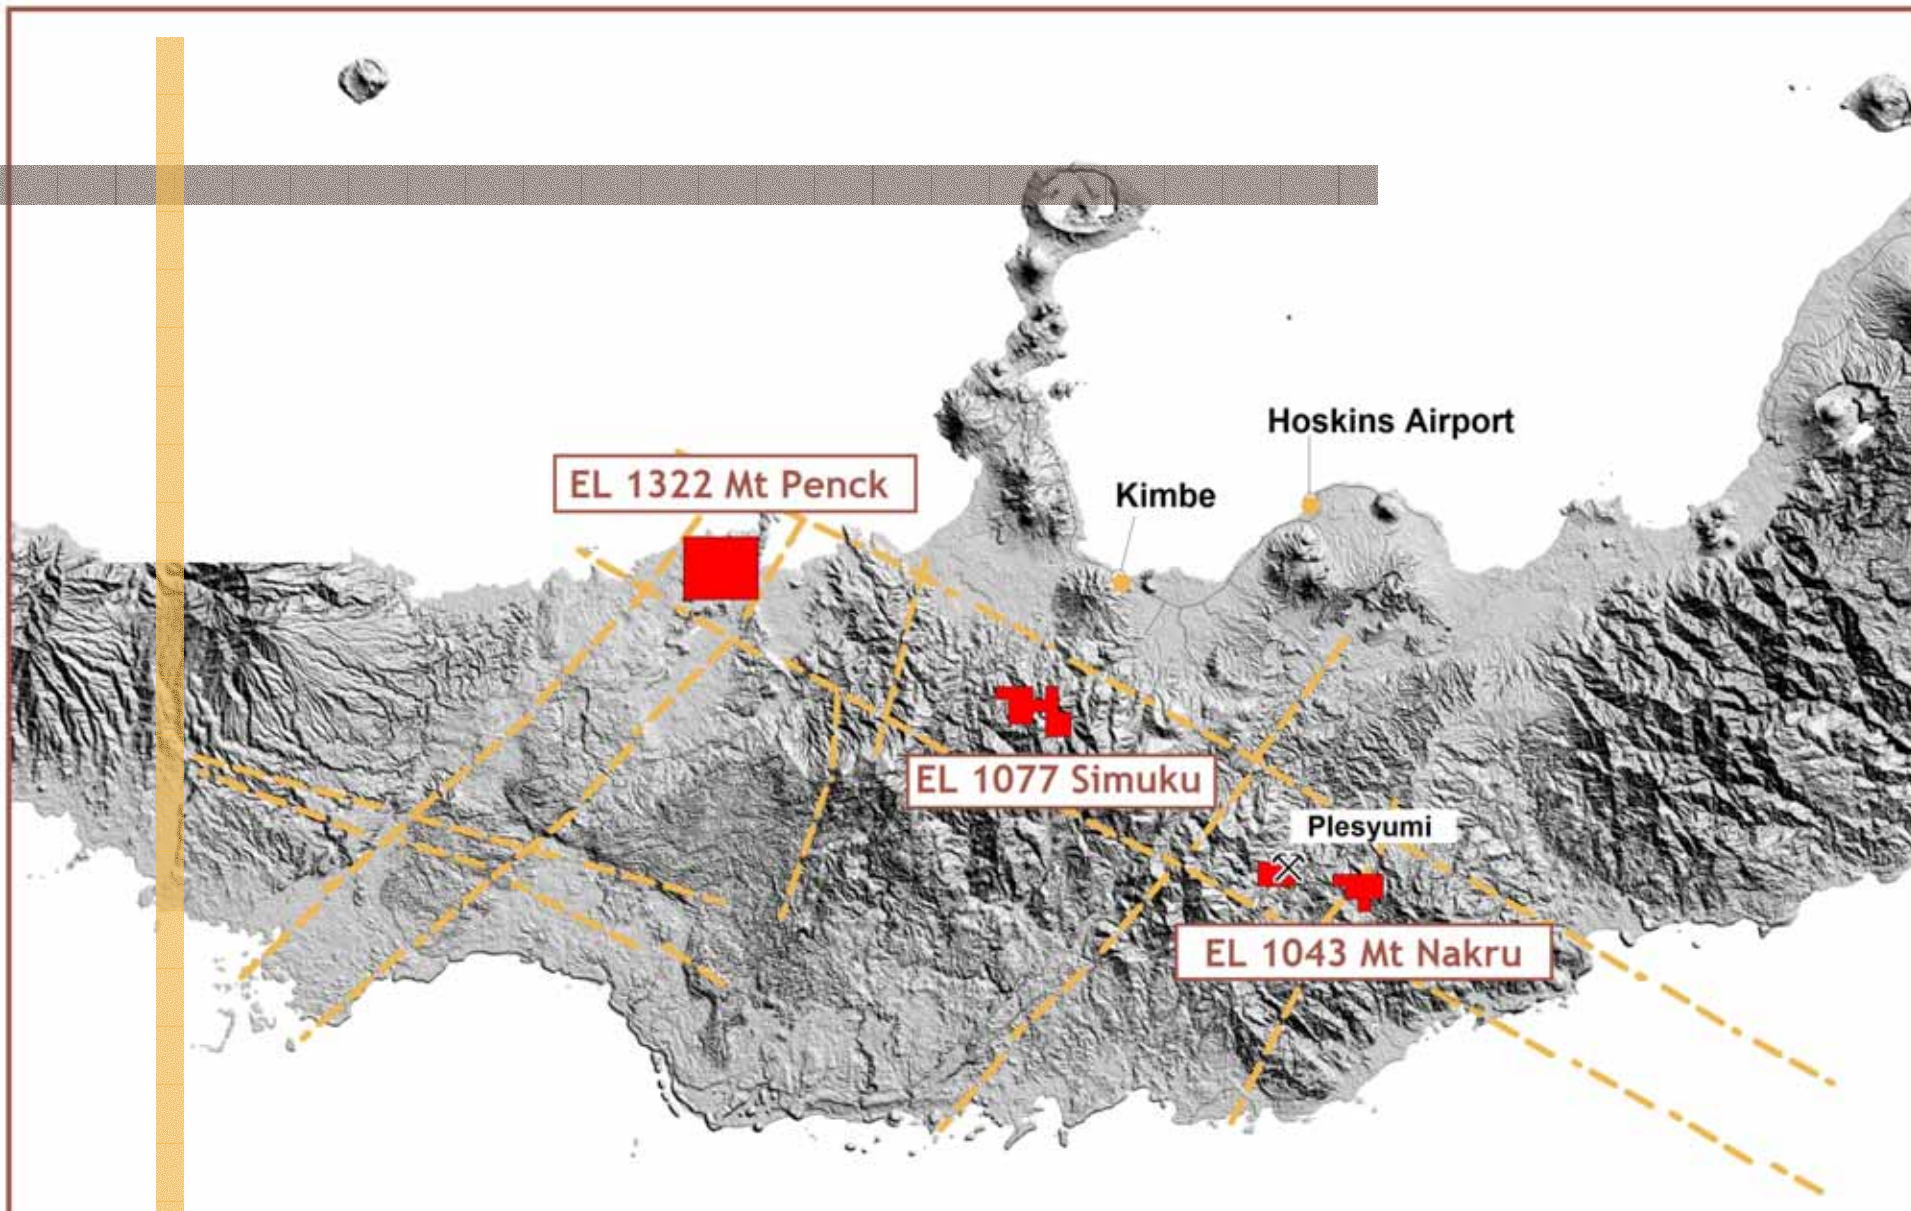 Hoskins Airport
EL 1322 Mt Penck
Kimbe
EL 1077 Simuku
Plesyumi
EL 1043 Mt Nakru